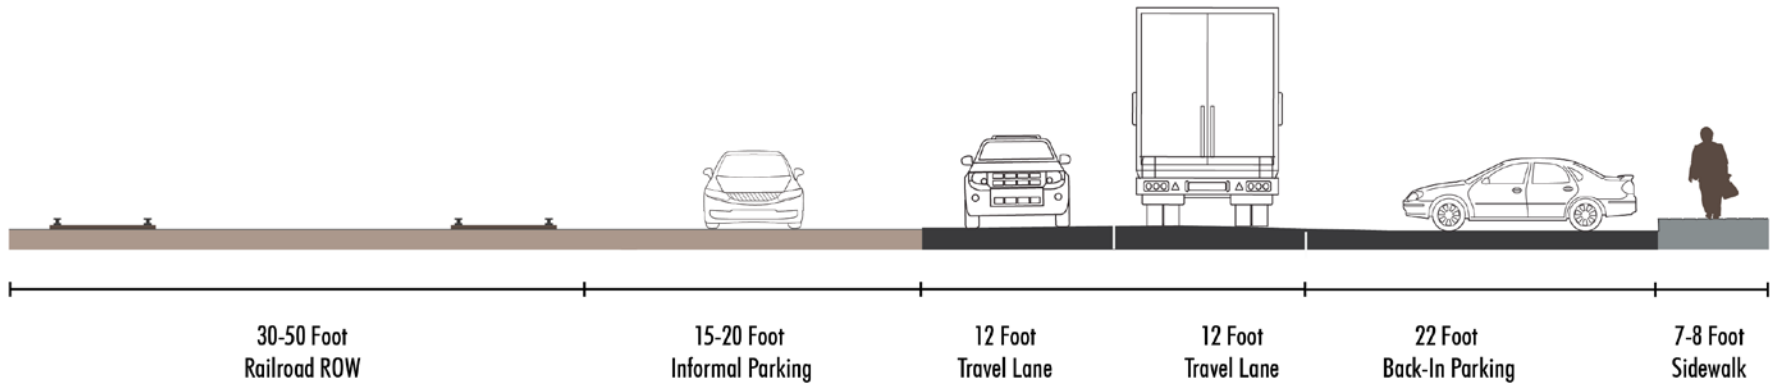 30-50 Foot
Railroad ROW
15-20 Foot
Informal Parking
12 Foot
Travel Lane
12 Foot
Travel Lane
22 Foot
Back-In Parking
7-8 Foot
Sidewalk